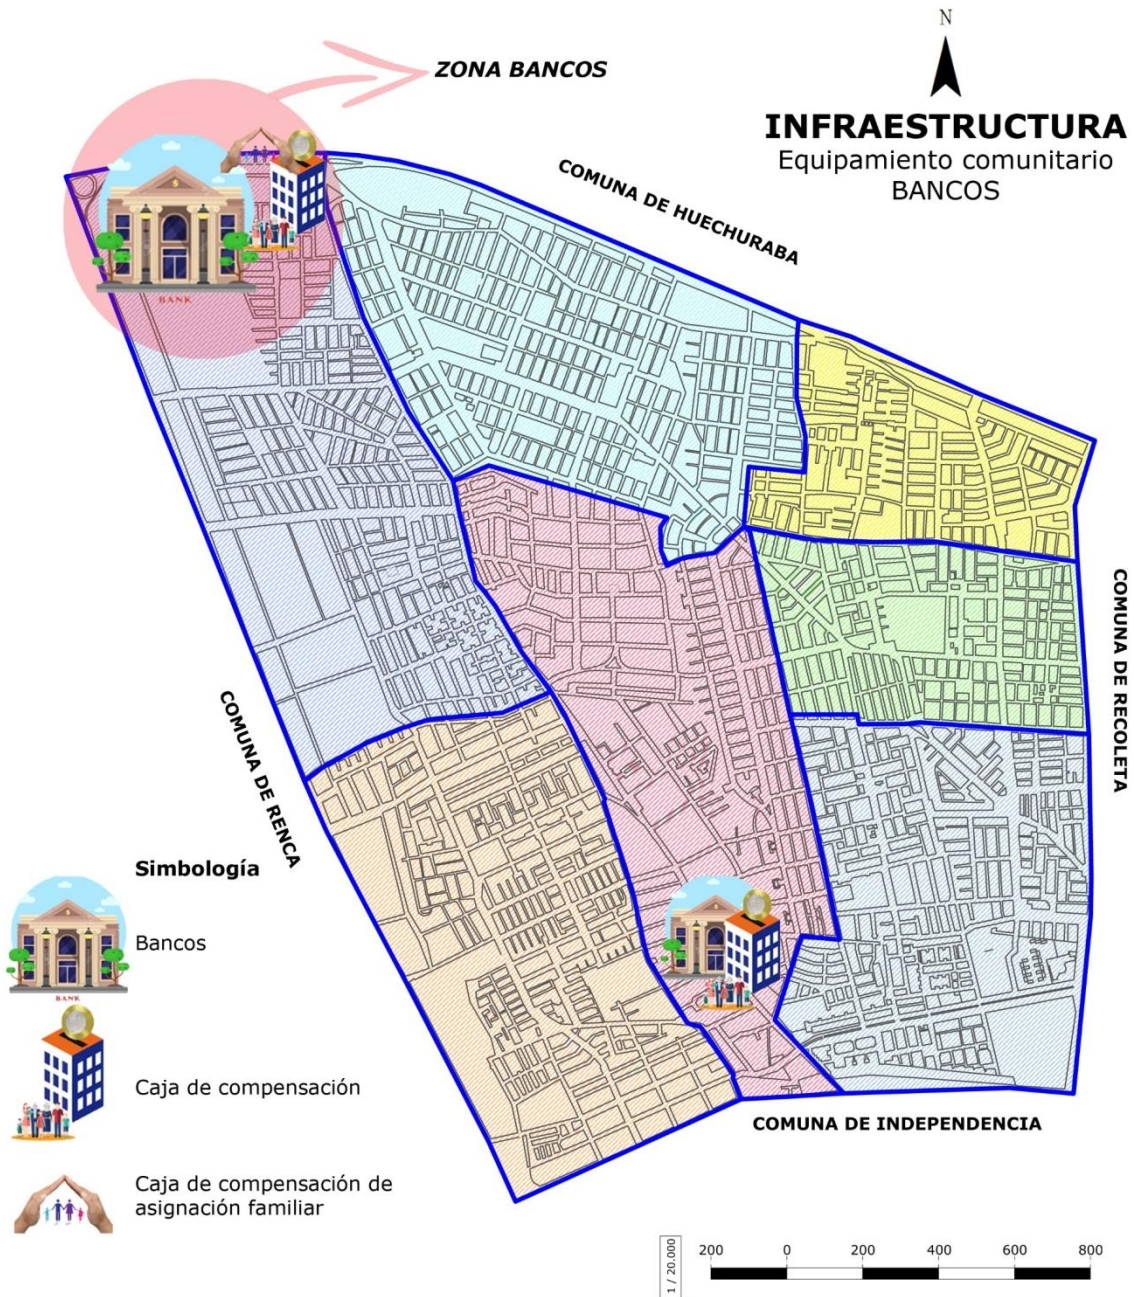 N
ZONA BANCOS
INFRAESTRUCTURA
Equipamiento comunitario
BANCOS
COMUNA DE HUECHURABA
BANK
COMUNA DE RECOLETA
COMUNA DE RENCA
Simbología
Bancos
BANK
Caja de compensación
COMUNA DE INDEPENDENCIA
Caja de compensación de
asignación familiar
1 / 20.000
200 0 200 400 600 800